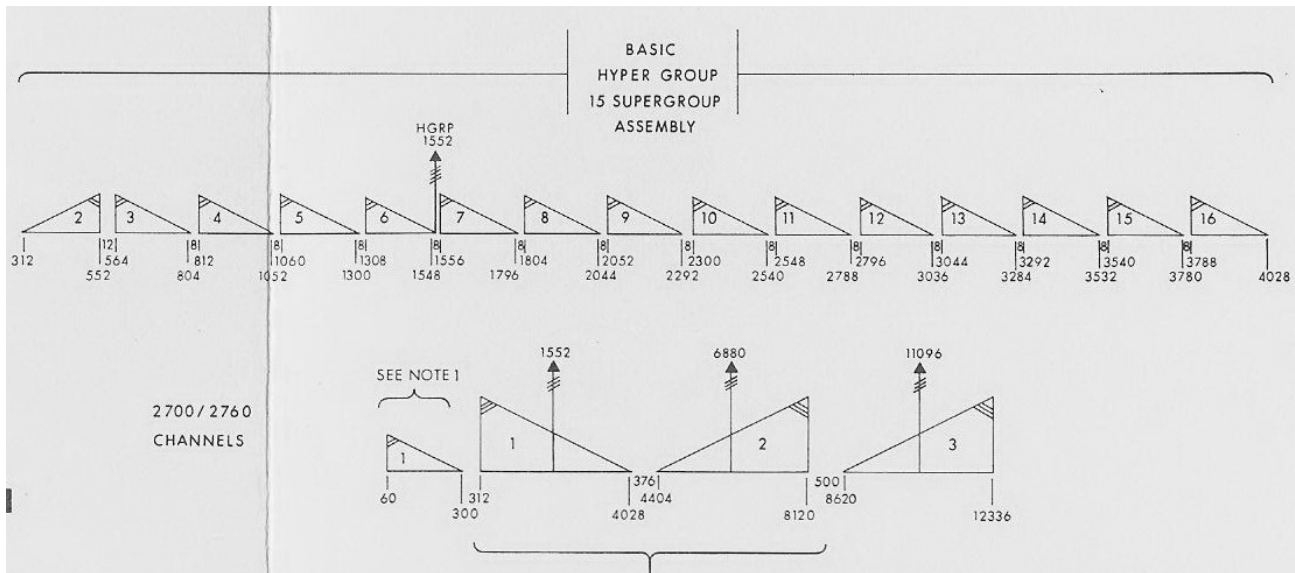 BASIC
HYPER GROUP
15 SUPERGROUP
ASSEMBLY
HGRP
1552
2 3 4 5 6 7 8 9 10 11 12 13 14 15 16
12 8 8 8 8 8 8 8 8 8 8 8 8 8
312 564 812 1060 1308 1556 1804 2052 2300 2548 2796 3044 3292 3540 3788 4028
552 804 1052 1300 1548 1796 2044 2292 2540 2788 3036 3284 3532 3780
1552 6880 11096
SEE NOTE 1
2700/2760
CHANNELS
1 1 2 3
376 500
60 312 4028 4404 8120 8620 12336
300